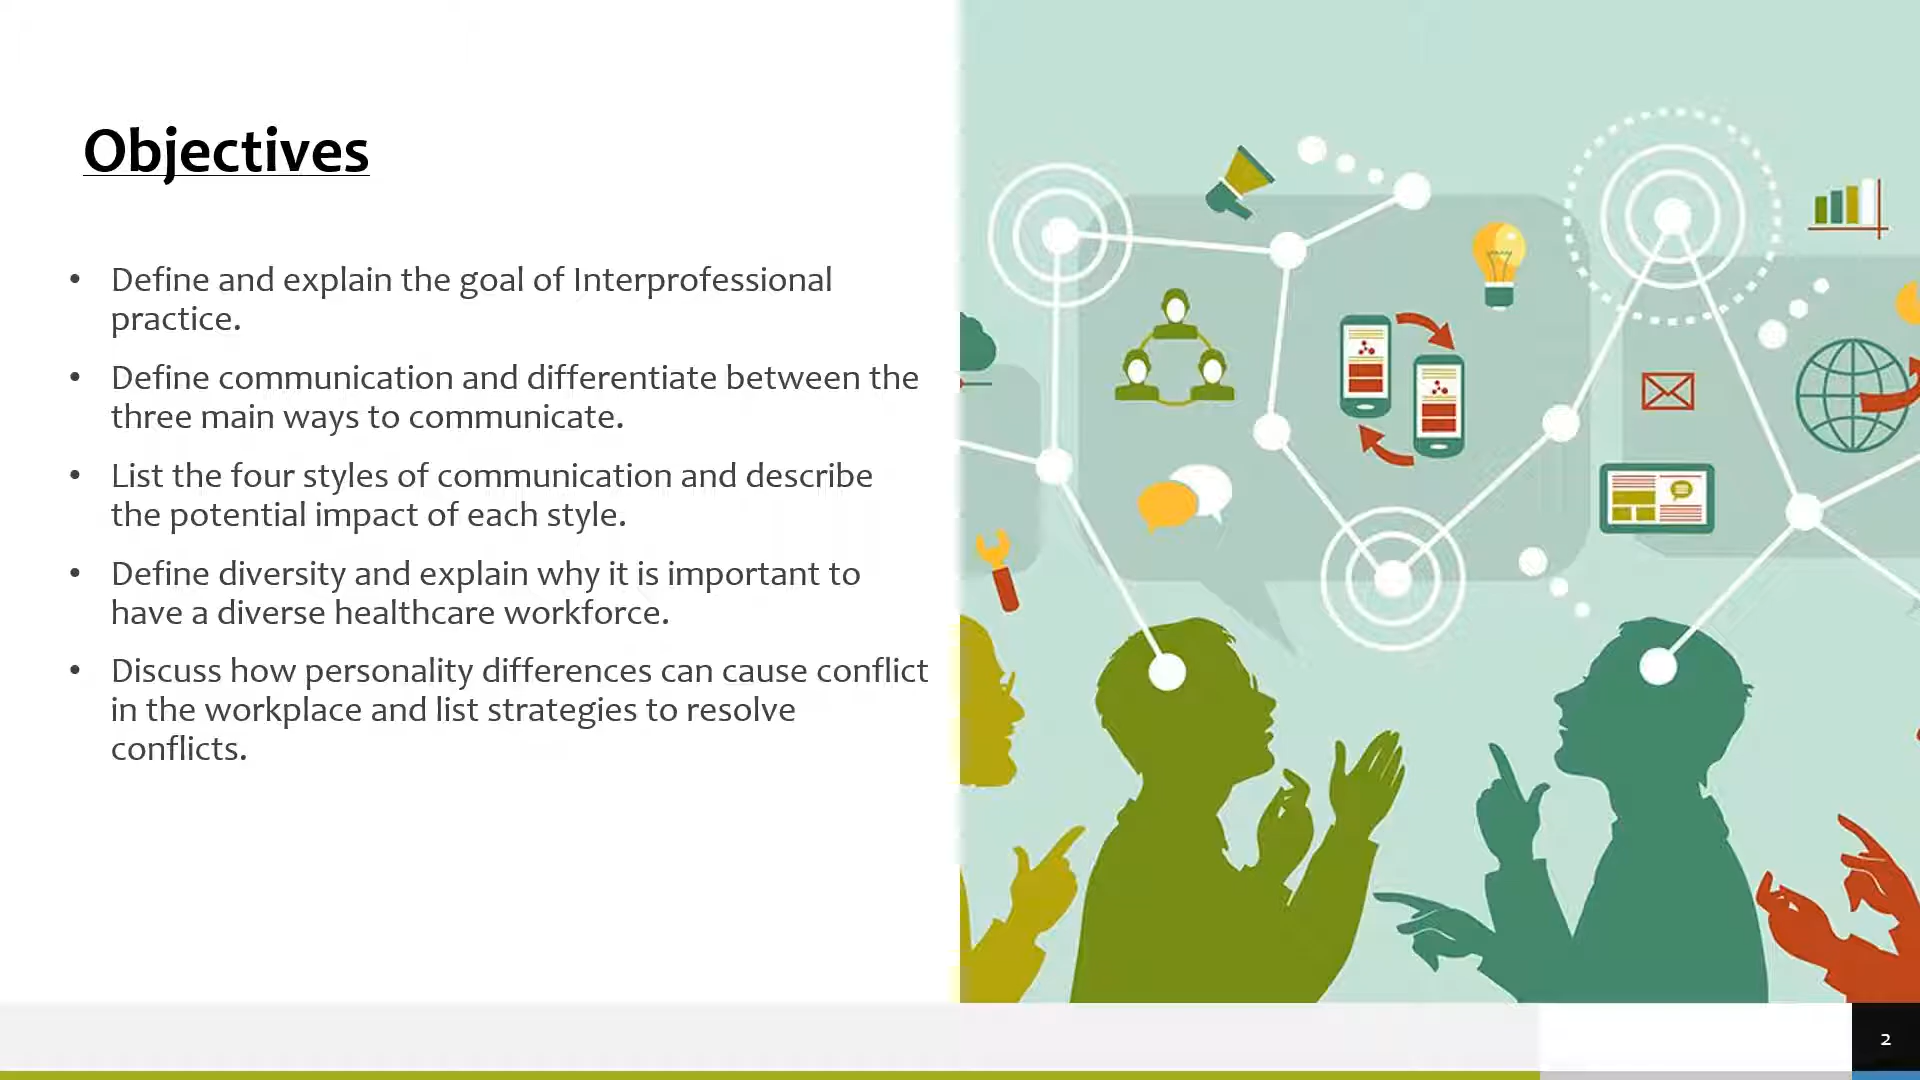 Objectives
• Define and explain the goal of Interprofessional
practice.
• Define communication and differentiate between the
three main ways to communicate.
• List the four styles of communication and describe
the potential impact of each style.
• Define diversity and explain why it is important to
have a diverse healthcare workforce.
• Discuss how personality differences can cause conflict
in the workplace and list strategies to resolve
conflicts.
2